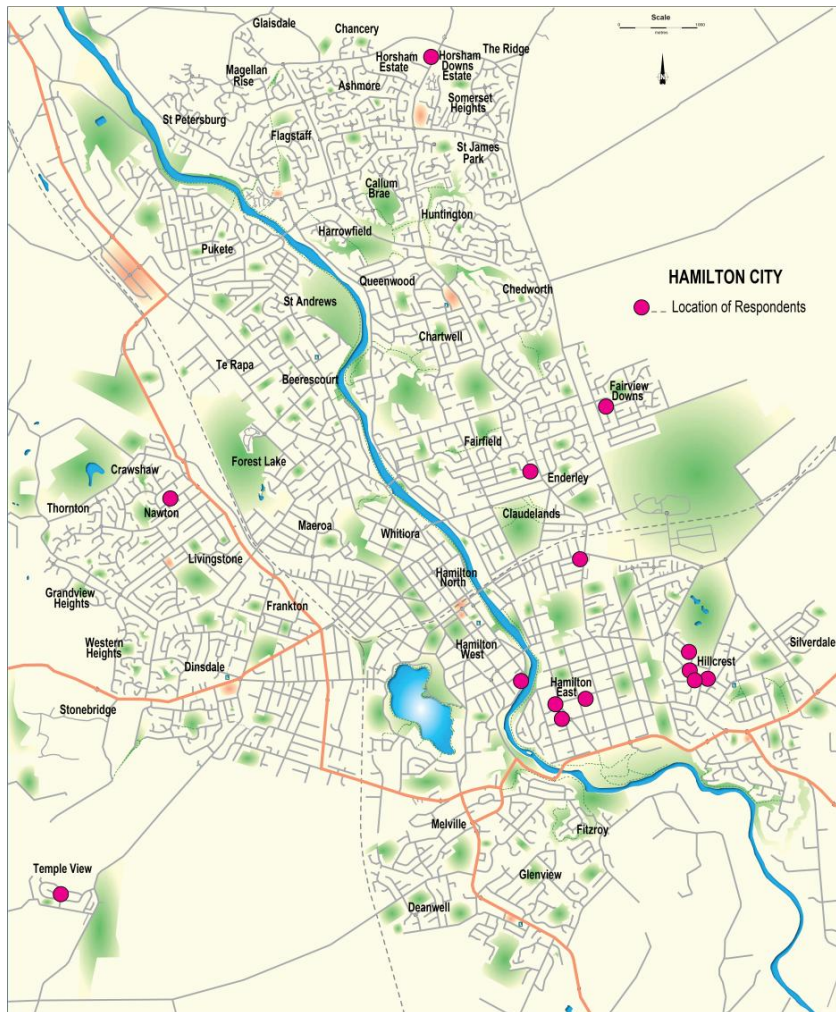 Glaisdale
Chancery
Scale
0
1160
metres
The Ridge
Horsham
Estate
Horsham
Downs
Estate
Magellan
Rise
Ashmore
Somerset
Heights
St Petersburg
Flagstaff
St James
Park
Callum
Brae
Huntington
Harrowfield
Pukete
HAMILTON CITY
Queenwood
Chedworth
St Andrews
Location of Respondents
Chartwell
Te Rapa
Beerescourt
Fairview
Downs
Fairfield
Forest Lake
Crawshaw
Enderley
Thornton
Nawton
Claudelands
Maeroa
Whitiora
Livingstone
Hamilton
North
Grandview
Heights
Frankton
Western
Heights
Hamilton
West
Silverdale
Dinsdale
Hillcrest
Hamilton
East
Stonebridge
Melville
Fitzroy
Temple View
Glenview
Deanwell